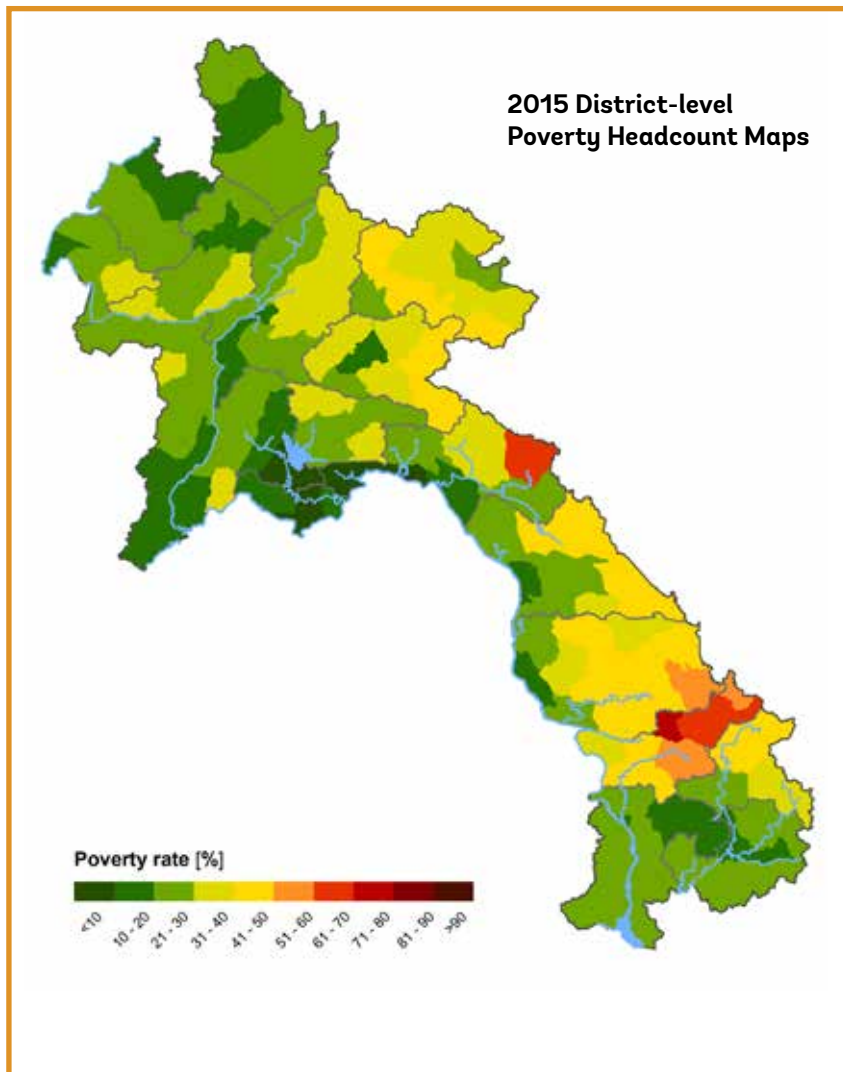 2015 District-level
Poverty Headcount Maps
Poverty rate [%]
<10
10 - 20
21 - 30
31 - 40
41 - 50
51 - 60
61 - 70
71 - 80
81 - 90
>90